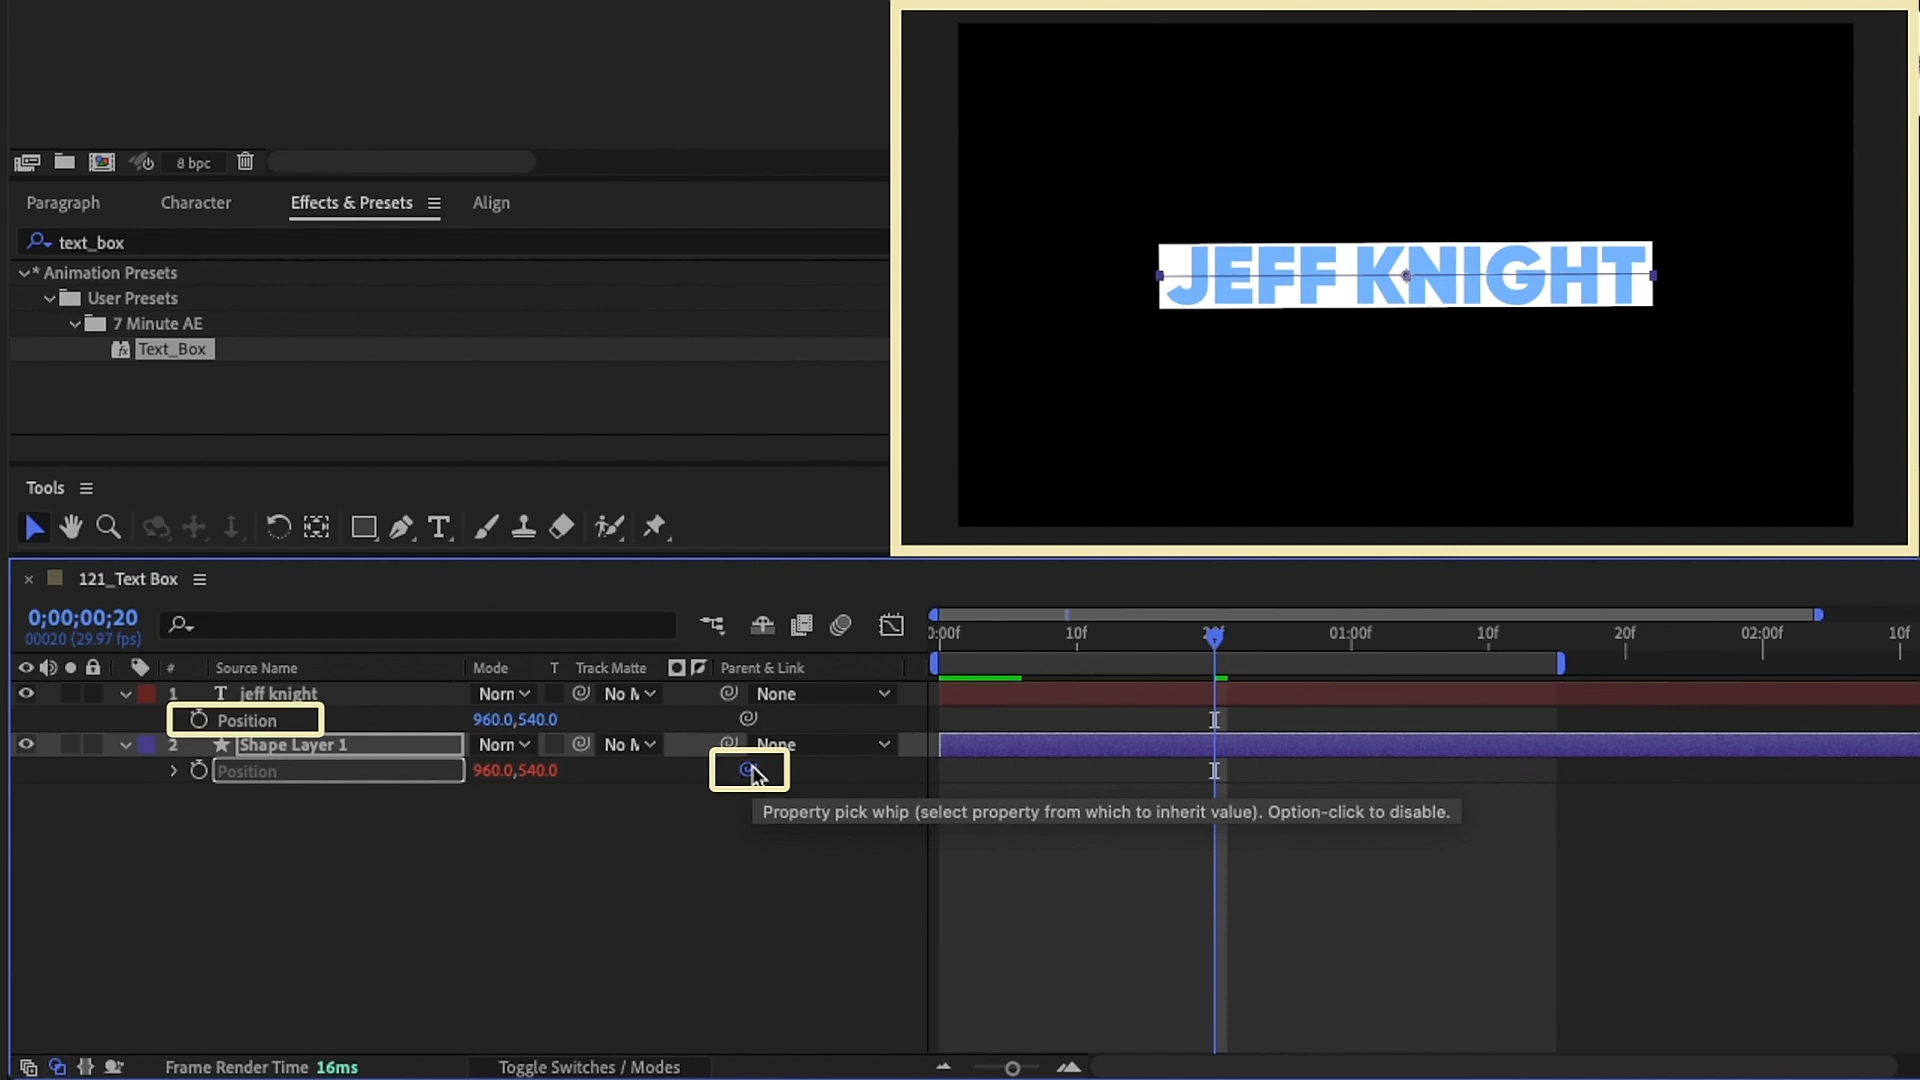 8 bpc
Paragraph Character Effects & Presets Align
text_box
* Animation Presets
User Presets
7 Minute AE
Text_Box
JEFF KNIGHT
Tools
121_Text Box
0;00;00;20
00020 (29.97 fps)
0:00f 10f 20f 01:00f 10f 20f 02:00f 10f
# Source Name Mode T Track Matte Parent & Link
1 T jeff knight Norn No M None
Position 960.0,540.0
2 Shape Layer 1 Norn No M None
Position 960.0,540.0
Property pick whip (select property from which to inherit value). Option-click to disable.
Frame Render Time 16ms Toggle Switches / Modes